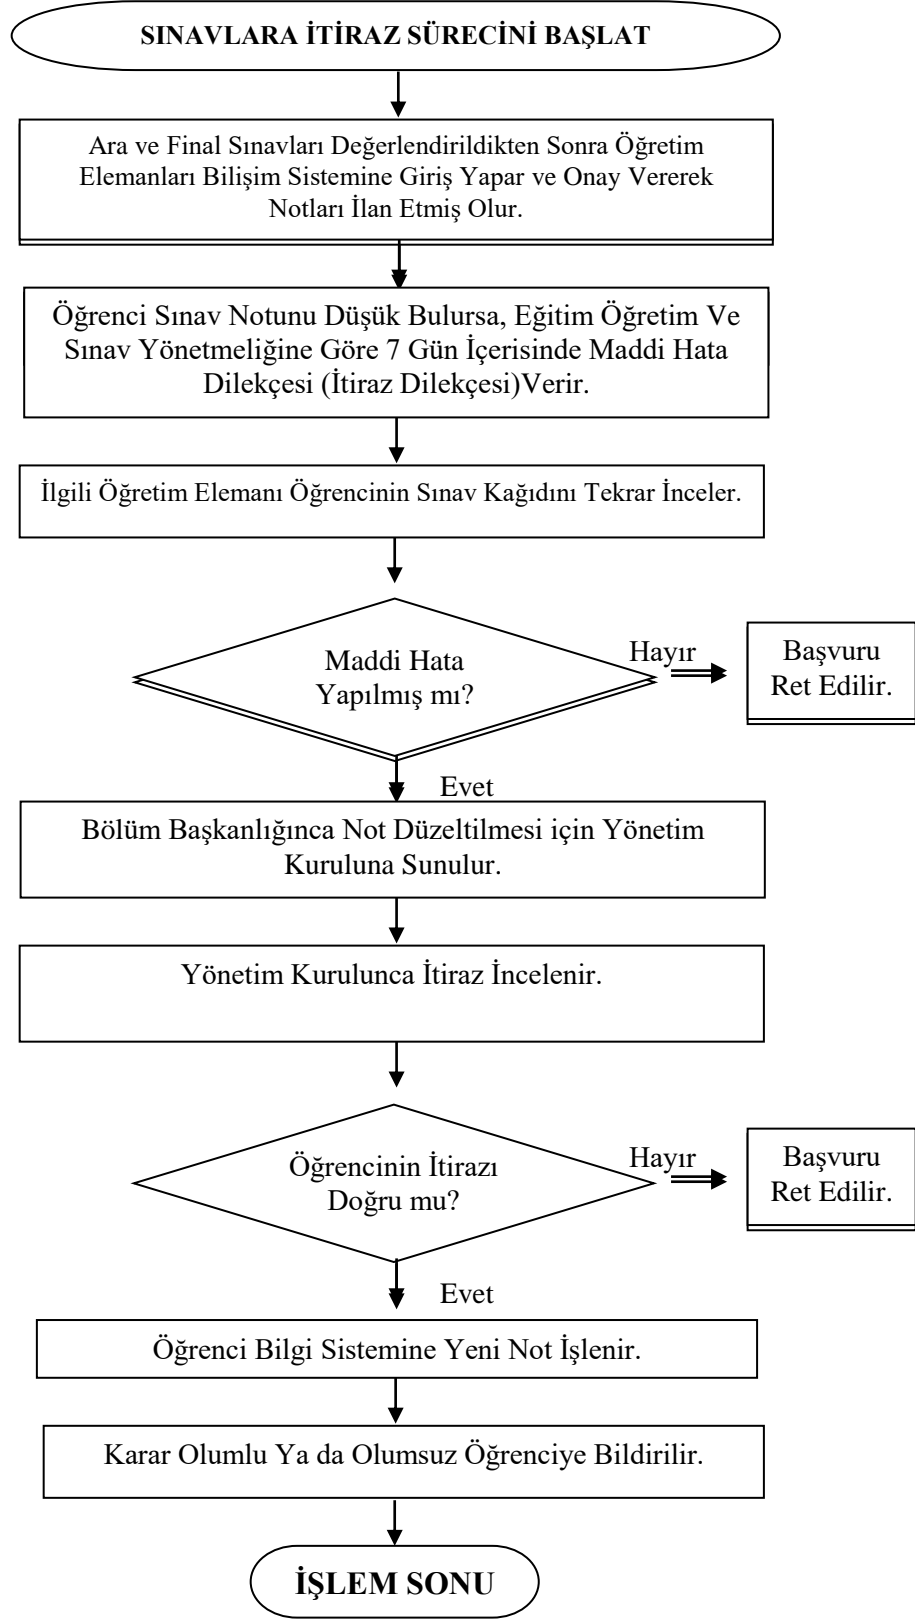 SINAVLARA İTİRAZ SÜRECİNİ BAŞLAT
Ara ve Final Sınavları Değerlendirildikten Sonra Öğretim
Elemanları Bilişim Sistemine Giriş Yapar ve Onay Vererek
Notları İlan Etmiş Olur.
Öğrenci Sınav Notunu Düşük Bulursa, Eğitim Öğretim Ve
Sınav Yönetmeliğine Göre 7 Gün İçerisinde Maddi Hata
Dilekçesi (İtiraz Dilekçesi)Verir.
İlgili Öğretim Elemanı Öğrencinin Sınav Kağıdını Tekrar İnceler.
Maddi Hata
Yapılmış mı?
Hayır
Başvuru
Ret Edilir.
Evet
Bölüm Başkanlığınca Not Düzeltilmesi için Yönetim
Kuruluna Sunulur.
Yönetim Kurulunca İtiraz İncelenir.
Öğrencinin İtirazı
Doğru mu?
Hayır
Başvuru
Ret Edilir.
Evet
Öğrenci Bilgi Sistemine Yeni Not İşlenir.
Karar Olumlu Ya da Olumsuz Öğrenciye Bildirilir.
İŞLEM SONU